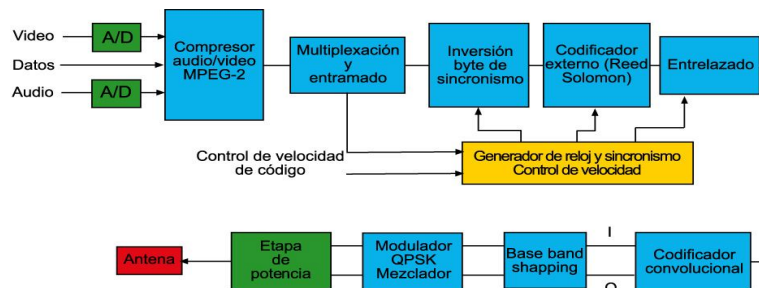 Video
A/D
Datos
Audio
A/D
Compresor
audio/video
MPEG-2
Multiplexación
y
entramado
Inversión
byte de
sincronismo
Codificador
externo (Reed
Solomon)
Entrelazado
Control de velocidad
de código
Generador de reloj y sincronismo
Control de velocidad
Antena
Etapa
de
potencia
Modulador
QPSK
Mezclador
Base band
shapping
I
Codificador
convolucional